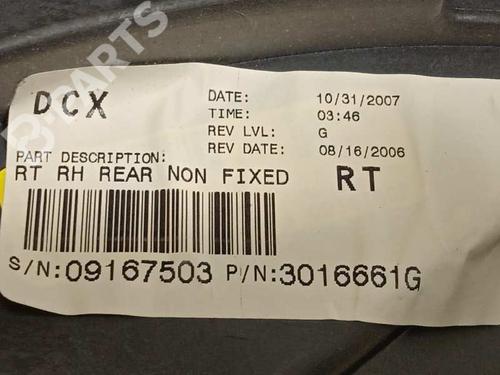 B-PARTS
DCX
DATE: 10/31/2007
TIME: 03:46
REV LVL: G
REV DATE: 08/16/2006
PART DESCRIPTION:
RT RH REAR NON FIXED RT
S/N:09167503 P/N:3016661G